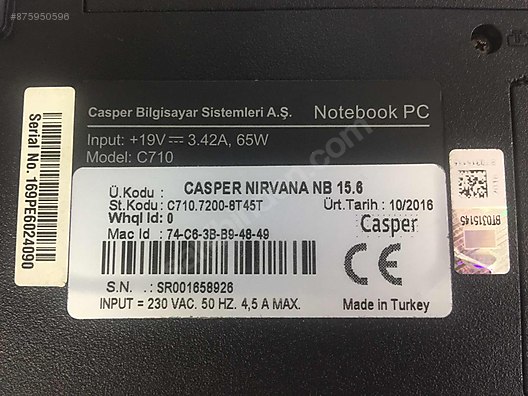 #875950596
Casper Bilgisayar Sistemleri A.Ş. Notebook PC
Input: +19V⎓3.42A, 65W
Model: C710
Serial No. 169PE6024090
Ü.Kodu : CASPER NIRVANA NB 15.6
St.Kodu : C710.7200-8T45T Ürt.Tarih : 10/2016
Whql Id: 0
Casper
Mac Id : 74-C6-3B-B9-48-49
CE
S.N. : SR001658926
INPUT = 230 VAC. 50 HZ. 4,5 A MAX. Made in Turkey
BT0315145